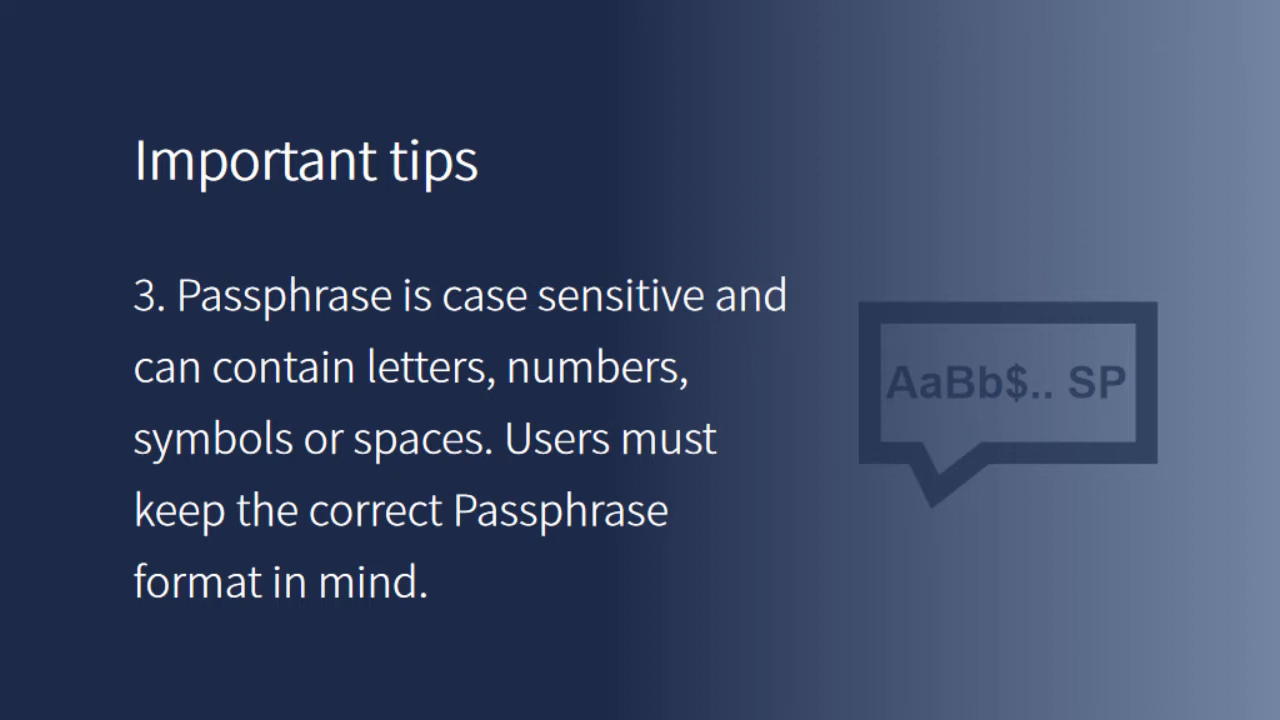 Important tips
3. Passphrase is case sensitive and
can contain letters, numbers,
symbols or spaces. Users must
keep the correct Passphrase
format in mind.
AaBb$.. SP